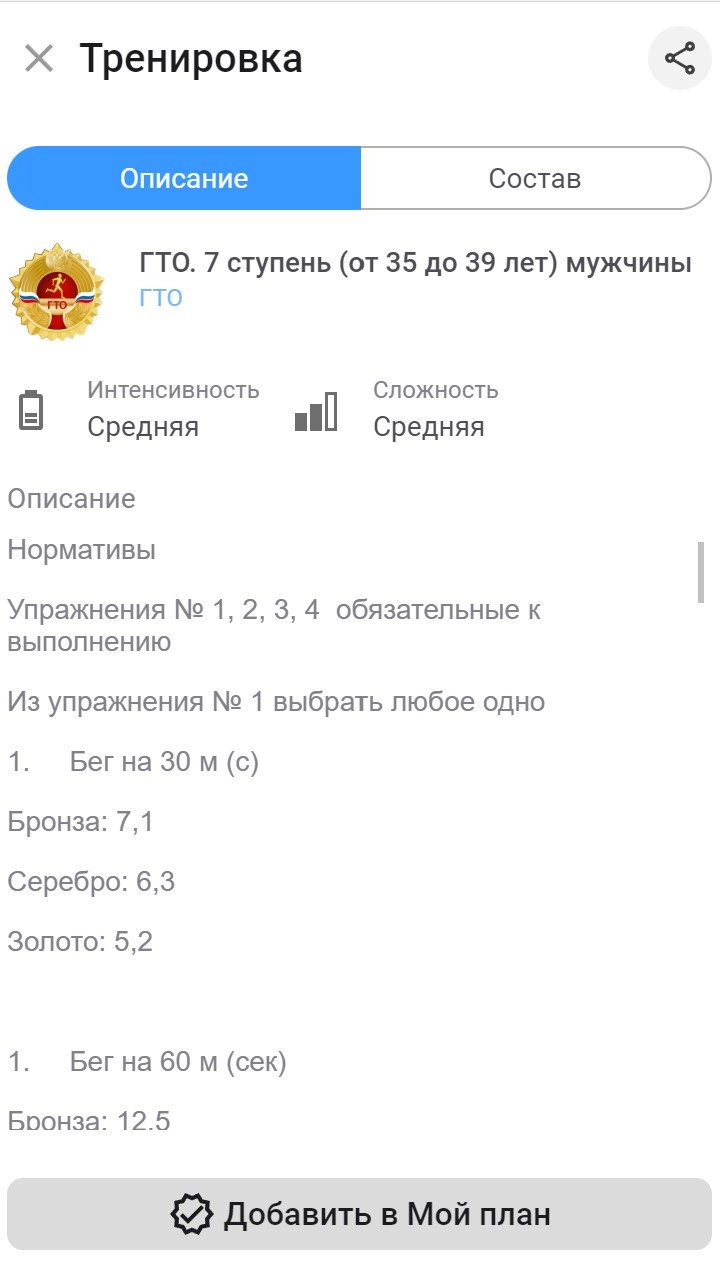 Тренировка
Описание
Состав
ГТО. 7 ступень (от 35 до 39 лет) мужчины
ГТО
ГТО
Интенсивность
Средняя
Сложность
Средняя
Описание
Нормативы
Упражнения № 1, 2, 3, 4  обязательные к
выполнению
Из упражнения № 1 выбрать любое одно
1. Бег на 30 м (с)
Бронза: 7,1
Серебро: 6,3
Золото: 5,2
1. Бег на 60 м (сек)
Бронза: 12,5
Добавить в Мой план